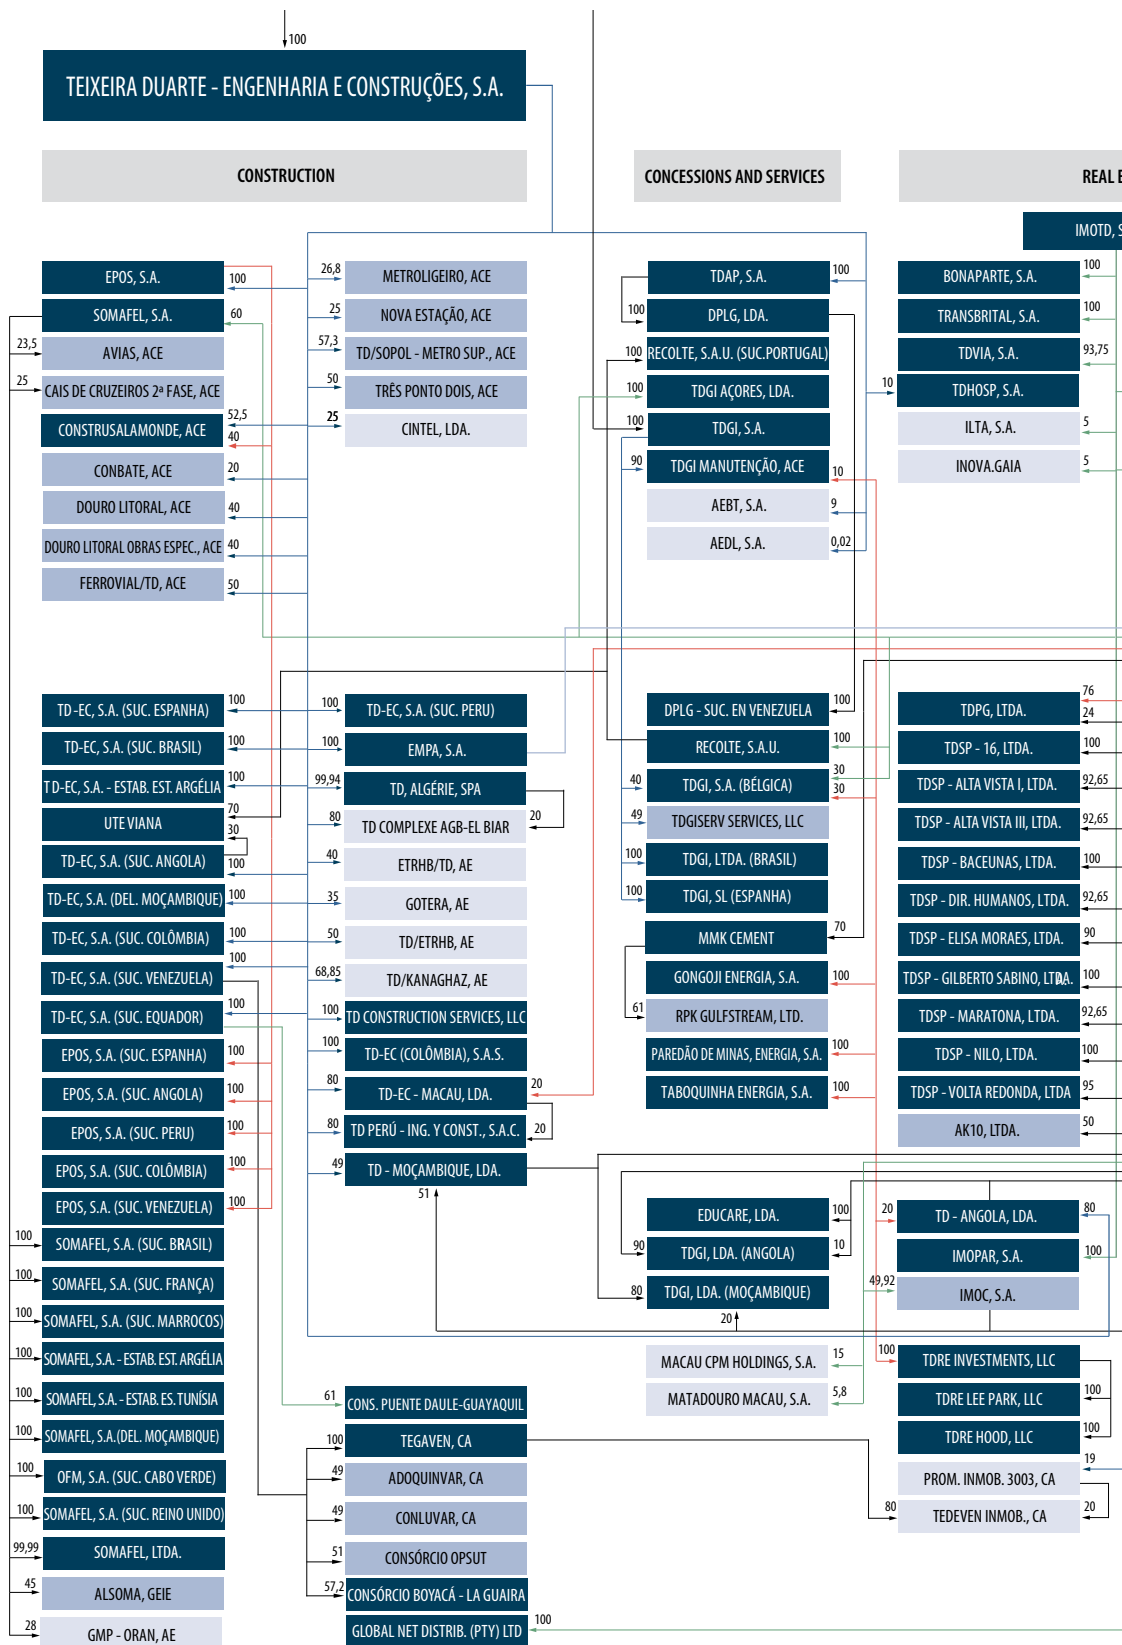 100
TEIXEIRA DUARTE - ENGENHARIA E CONSTRUÇÕES, S.A.
CONSTRUCTION
CONCESSIONS AND SERVICES
REAL E
IMOTD, S
EPOS, S.A.
100
SOMAFEL, S.A.
60
23,5
AVIAS, ACE
25
CAIS DE CRUZEIROS 2ª FASE, ACE
CONSTRUSALAMONDE, ACE
52,5
40
CONBATE, ACE
20
DOURO LITORAL, ACE
40
DOURO LITORAL OBRAS ESPEC., ACE
40
FERROVIAL/TD, ACE
50
26,8
METROLIGEIRO, ACE
25
NOVA ESTAÇÃO, ACE
57,3
TD/SOPOL - METRO SUP., ACE
50
TRÊS PONTO DOIS, ACE
25
CINTEL, LDA.
TDAP, S.A.
100
100
DPLG, LDA.
100
RECOLTE, S.A.U. (SUC.PORTUGAL)
100
TDGI AÇORES, LDA.
100
TDGI, S.A.
90
TDGI MANUTENÇÃO, ACE
10
AEBT, S.A.
9
AEDL, S.A.
0,02
BONAPARTE, S.A.
100
TRANSBRITAL, S.A.
100
TDVIA, S.A.
93,75
10
TDHOSP, S.A.
ILTA, S.A.
5
INOVA.GAIA
5
TD -EC, S.A. (SUC. ESPANHA)
100
TD-EC, S.A. (SUC. BRASIL)
100
T D-EC, S.A. - ESTAB. EST. ARGÉLIA
100
UTE VIANA
70
30
TD-EC, S.A. (SUC. ANGOLA)
100
TD-EC, S.A. (DEL. MOÇAMBIQUE)
100
TD-EC, S.A. (SUC. COLÔMBIA)
100
TD-EC, S.A. (SUC. VENEZUELA)
100
TD-EC, S.A. (SUC. EQUADOR)
100
EPOS, S.A. (SUC. ESPANHA)
100
EPOS, S.A. (SUC. ANGOLA)
100
EPOS, S.A. (SUC. PERU)
100
EPOS, S.A. (SUC. COLÔMBIA)
100
EPOS, S.A. (SUC. VENEZUELA)
100
100
SOMAFEL, S.A. (SUC. BRASIL)
100
SOMAFEL, S.A. (SUC. FRANÇA)
100
SOMAFEL, S.A. (SUC. MARROCOS)
100
SOMAFEL, S.A. - ESTAB. EST. ARGÉLIA
100
SOMAFEL, S.A. - ESTAB. ES. TUNÍSIA
100
SOMAFEL, S.A.(DEL. MOÇAMBIQUE)
100
OFM, S.A. (SUC. CABO VERDE)
100
SOMAFEL, S.A. (SUC. REINO UNIDO)
99,99
SOMAFEL, LTDA.
45
ALSOMA, GEIE
28
GMP - ORAN, AE
100
TD-EC, S.A. (SUC. PERU)
100
EMPA, S.A.
99,94
TD, ALGÉRIE, SPA
80
TD COMPLEXE AGB-EL BIAR
20
40
ETRHB/TD, AE
35
GOTERA, AE
50
TD/ETRHB, AE
68,85
TD/KANAGHAZ, AE
100
TD CONSTRUCTION SERVICES, LLC
100
TD-EC (COLÔMBIA), S.A.S.
80
TD-EC - MACAU, LDA.
20
80
TD PERÚ - ING. Y CONST., S.A.C.
20
49
TD - MOÇAMBIQUE, LDA.
51
61
CONS. PUENTE DAULE-GUAYAQUIL
100
TEGAVEN, CA
49
ADOQUINVAR, CA
49
CONLUVAR, CA
51
CONSÓRCIO OPSUT
57,2
CONSÓRCIO BOYACÁ - LA GUAIRA
GLOBAL NET DISTRIB. (PTY) LTD
100
DPLG - SUC. EN VENEZUELA
100
RECOLTE, S.A.U.
100
40
TDGI, S.A. (BÉLGICA)
30
30
49
TDGISERV SERVICES, LLC
100
TDGI, LTDA. (BRASIL)
100
TDGI, SL (ESPANHA)
MMK CEMENT
70
GONGOJI ENERGIA, S.A.
100
61
RPK GULFSTREAM, LTD.
PAREDÃO DE MINAS, ENERGIA, S.A.
100
TABOQUINHA ENERGIA, S.A.
100
EDUCARE, LDA.
100
90
TDGI, LDA. (ANGOLA)
10
80
TDGI, LDA. (MOÇAMBIQUE)
20
MACAU CPM HOLDINGS, S.A.
15
MATADOURO MACAU, S.A.
5,8
TDPG, LTDA.
76
24
TDSP - 16, LTDA.
100
TDSP - ALTA VISTA I, LTDA.
92,65
TDSP - ALTA VISTA III, LTDA.
92,65
TDSP - BACEUNAS, LTDA.
100
TDSP - DIR. HUMANOS, LTDA.
92,65
TDSP - ELISA MORAES, LTDA.
90
TDSP - GILBERTO SABINO, LTDA.
100
TDSP - MARATONA, LTDA.
92,65
TDSP - NILO, LTDA.
100
TDSP - VOLTA REDONDA, LTDA
95
AK10, LTDA.
50
20
TD - ANGOLA, LDA.
80
IMOPAR, S.A.
100
49,92
IMOC, S.A.
100
TDRE INVESTMENTS, LLC
TDRE LEE PARK, LLC
100
TDRE HOOD, LLC
100
PROM. INMOB. 3003, CA
19
80
TEDEVEN INMOB., CA
20